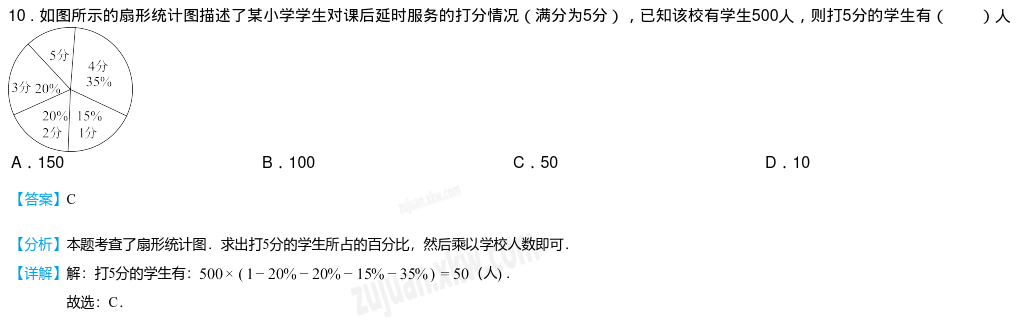 10．如图所示的扇形统计图描述了某小学学生对课后延时服务的打分情况（满分为5分），已知该校有学生500人，则打5分的学生有（　　）人
5分
4分
35%
3分 20%
20% 15%
2分 1分
A．150 B．100 C．50 D．10
【答案】C
【分析】本题考查了扇形统计图．求出打5分的学生所占的百分比，然后乘以学校人数即可．
【详解】解：打5分的学生有：500×（1－20%－20%－15%－35%）=50（人）．
故选：C．
zujuan.xkw.com
zujuan.xkw.com